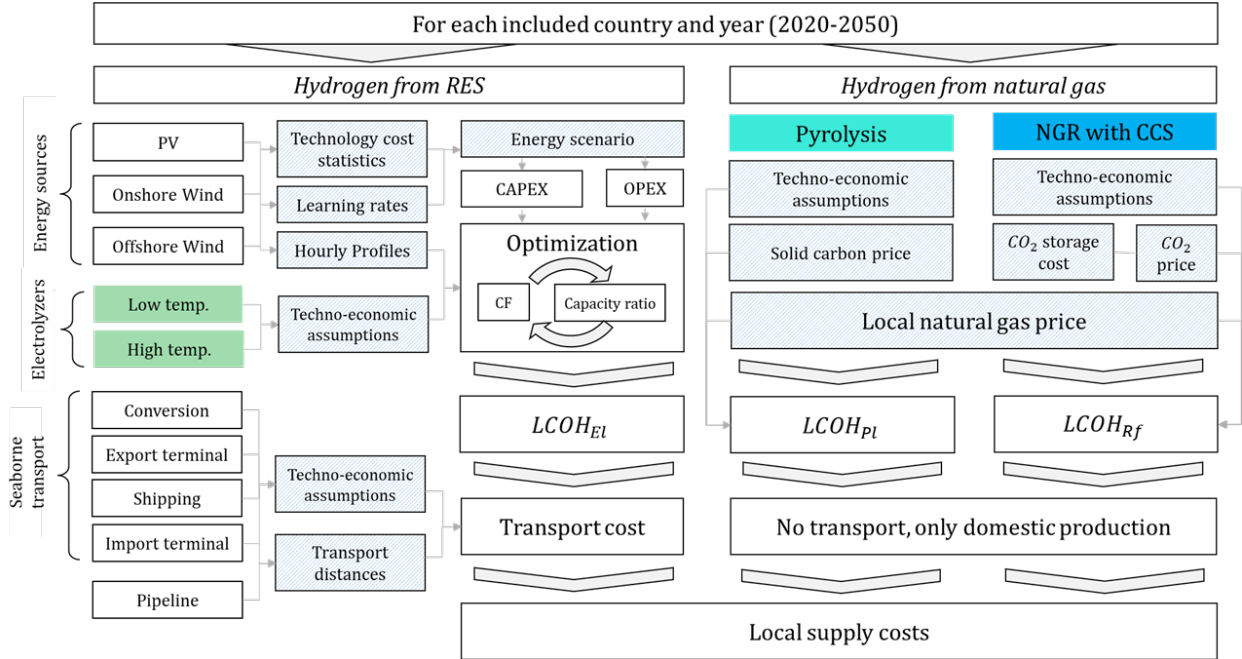 For each included country and year (2020-2050)
Hydrogen from RES
Hydrogen from natural gas
Energy sources
PV
Onshore Wind
Offshore Wind
Technology cost
statistics
Learning rates
Hourly Profiles
Energy scenario
CAPEX
OPEX
Optimization
CF
Capacity ratio
Electrolyzers
Low temp.
High temp.
Techno-economic
assumptions
Pyrolysis
NGR with CCS
Techno-economic
assumptions
Techno-economic
assumptions
Solid carbon price
CO₂ storage
cost
CO₂
price
Local natural gas price
LCOH_El
LCOH_Pl
LCOH_Rf
Seaborne
transport
Conversion
Export terminal
Shipping
Import terminal
Pipeline
Techno-economic
assumptions
Transport
distances
Transport cost
No transport, only domestic production
Local supply costs